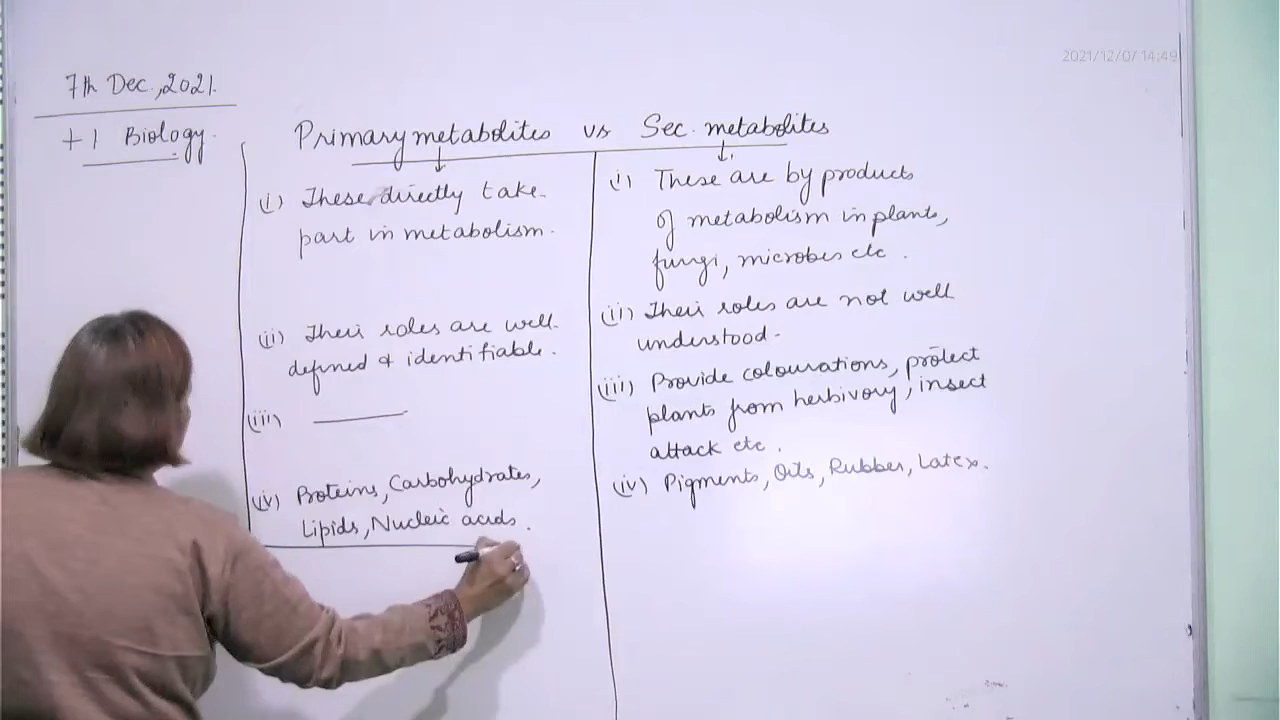 2021/12/07 14:49
7th Dec.,2021.
+1 Biology.
Primary metabolites vs Sec. metabolites
(i) These directly take
part in metabolism.
(ii) Their roles are well
defined & identifiable.
(iii)
(iv) Proteins, Carbohydrates,
Lipids, Nucleic acids.
(i) These are by products
of metabolism in plants,
fungi, microbes etc.
(ii) Their roles are not well
understood.
(iii) Provide colourations, protect
plants from herbivory, insect
attack etc.
(iv) Pigments, Oils, Rubber, Latex.